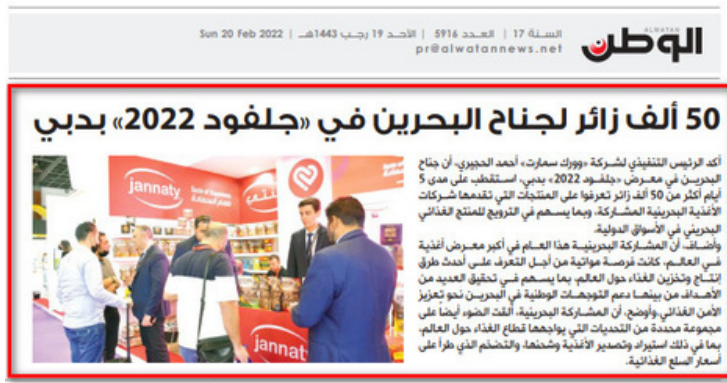 ALWATAN
الوطن
السنة 17 | العدد 5916 | الأحد 19 رجب 1443هـ | Sun 20 Feb 2022
pr@alwatannews.net
50 ألف زائر لجناح البحرين في «جلفود 2022» بدبي
أكد الرئيس التنفيذي لشركة «وورك سمارت» أحمد الحجيري، أن جناح
البحرين في معرض «جلفود 2022» بدبي، استقطب على مدى 5
أيام أكثر من 50 ألف زائر تعرفوا على المنتجات التي تقدمها شركات
الأغذية البحرينية المشاركة، وبما يسهم في الترويج للمنتج الغذائي
البحريني في الأسواق الدولية.
وأضاف، أن المشاركة البحرينية هذا العام في أكبر معرض أغذية
في العالم، كانت فرصة مواتية من أجل التعرف على أحدث طرق
إنتاج وتخزين الغذاء حول العالم، بما يسهم في تحقيق العديد من
الأهداف من بينها دعم التوجهات الوطنية في البحرين نحو تعزيز
الأمن الغذائي.وأوضح، أن المشاركة البحرينية، ألقت الضوء أيضا على
مجموعة محددة من التحديات التي يواجهها قطاع الغذاء حول العالم،
بما في ذلك استيراد وتصدير الأغذية وشحنها، والتضخم الذي طرأ على
أسعار السلع الغذائية.
jannaty
جنتي
jannat